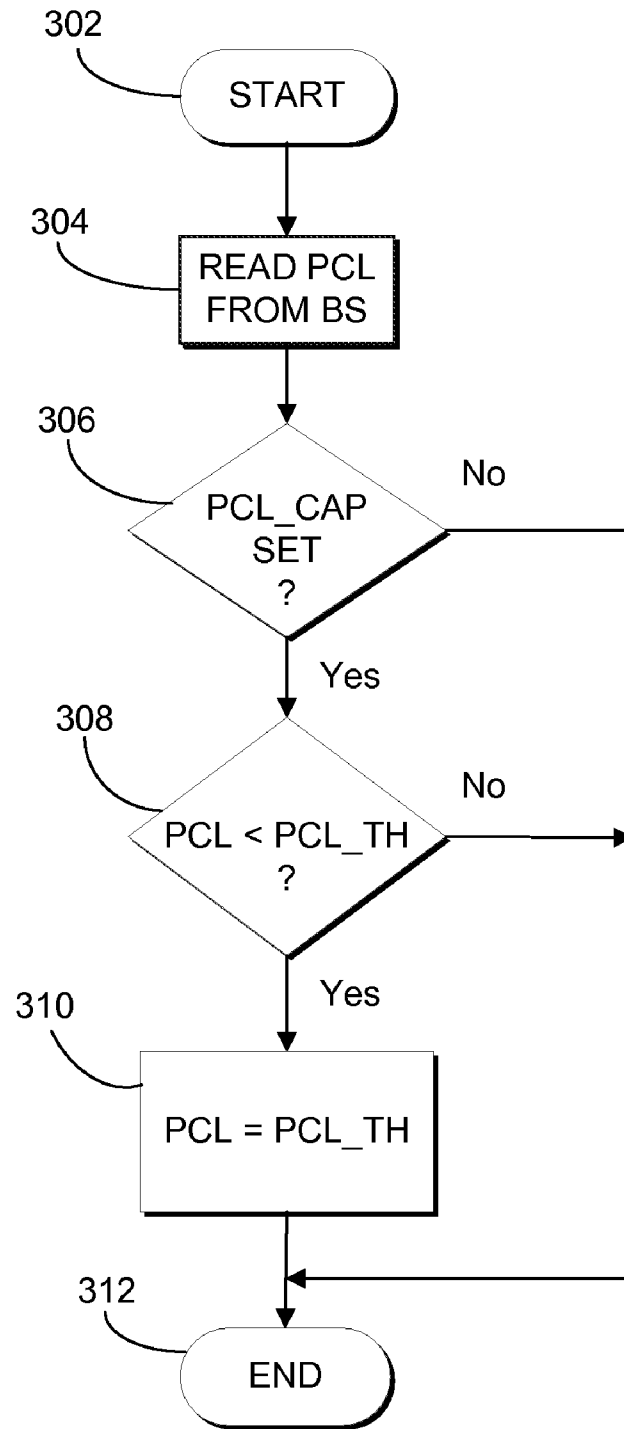 302
START
304
READ PCL
FROM BS
306
PCL_CAP
SET
?
No
Yes
308
PCL < PCL_TH
?
No
Yes
310
PCL = PCL_TH
312
END